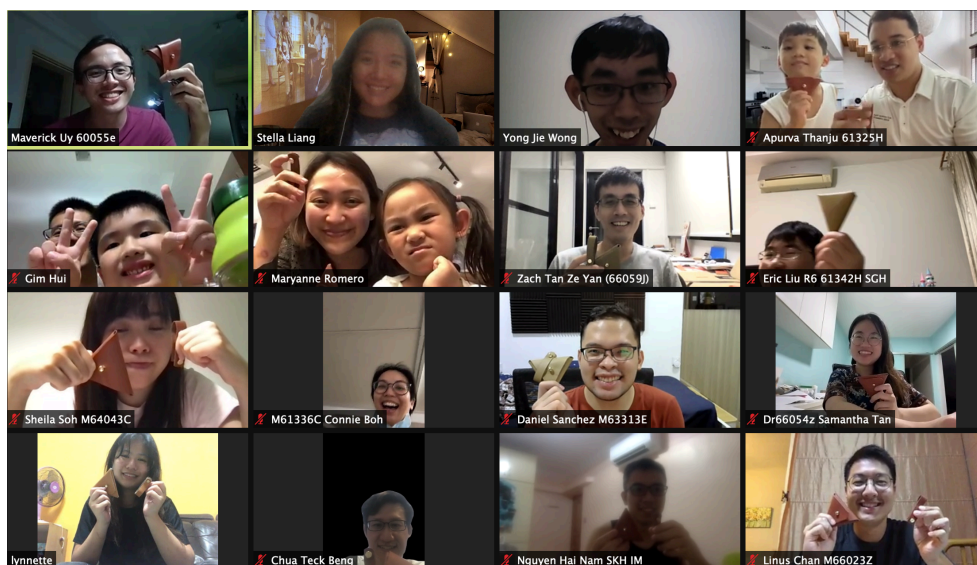 Maverick Uy 60055e
Stella Liang
Yong Jie Wong
Apurva Thanju 61325H
Gim Hui
Maryanne Romero
Zach Tan Ze Yan (66059J)
Eric Liu R6 61342H SGH
Sheila Soh M64043C
M61336C Connie Boh
Daniel Sanchez M63313E
Dr66054z Samantha Tan
lynnette
Chua Teck Beng
Nguyen Hai Nam SKH IM
Linus Chan M66023Z